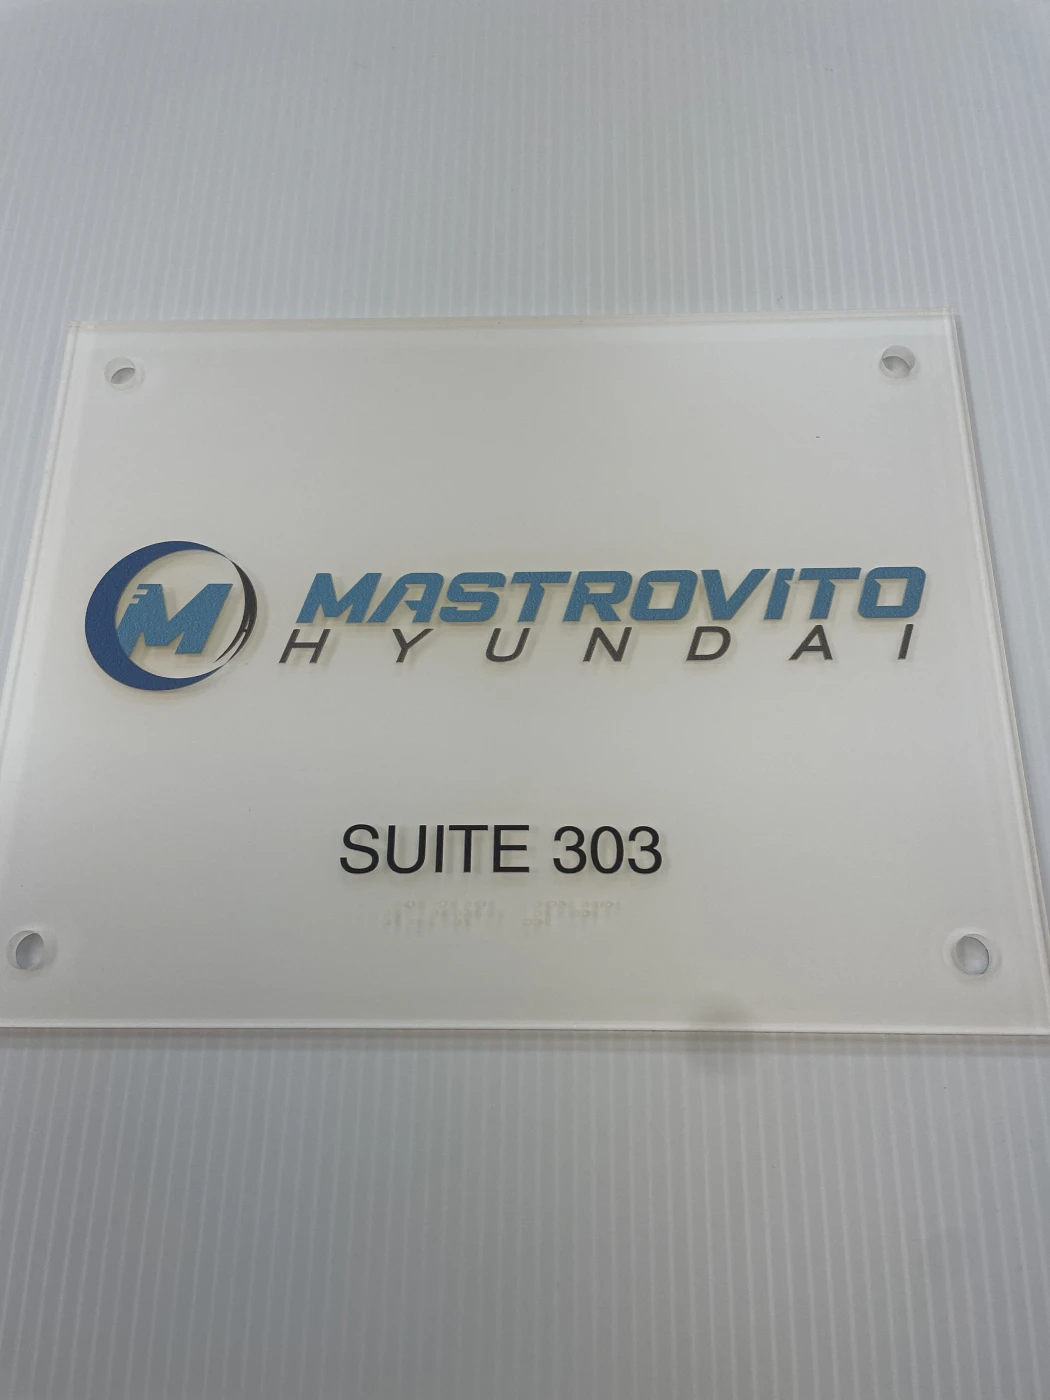 M MASTROVITO
HYUNDAI
SUITE 303